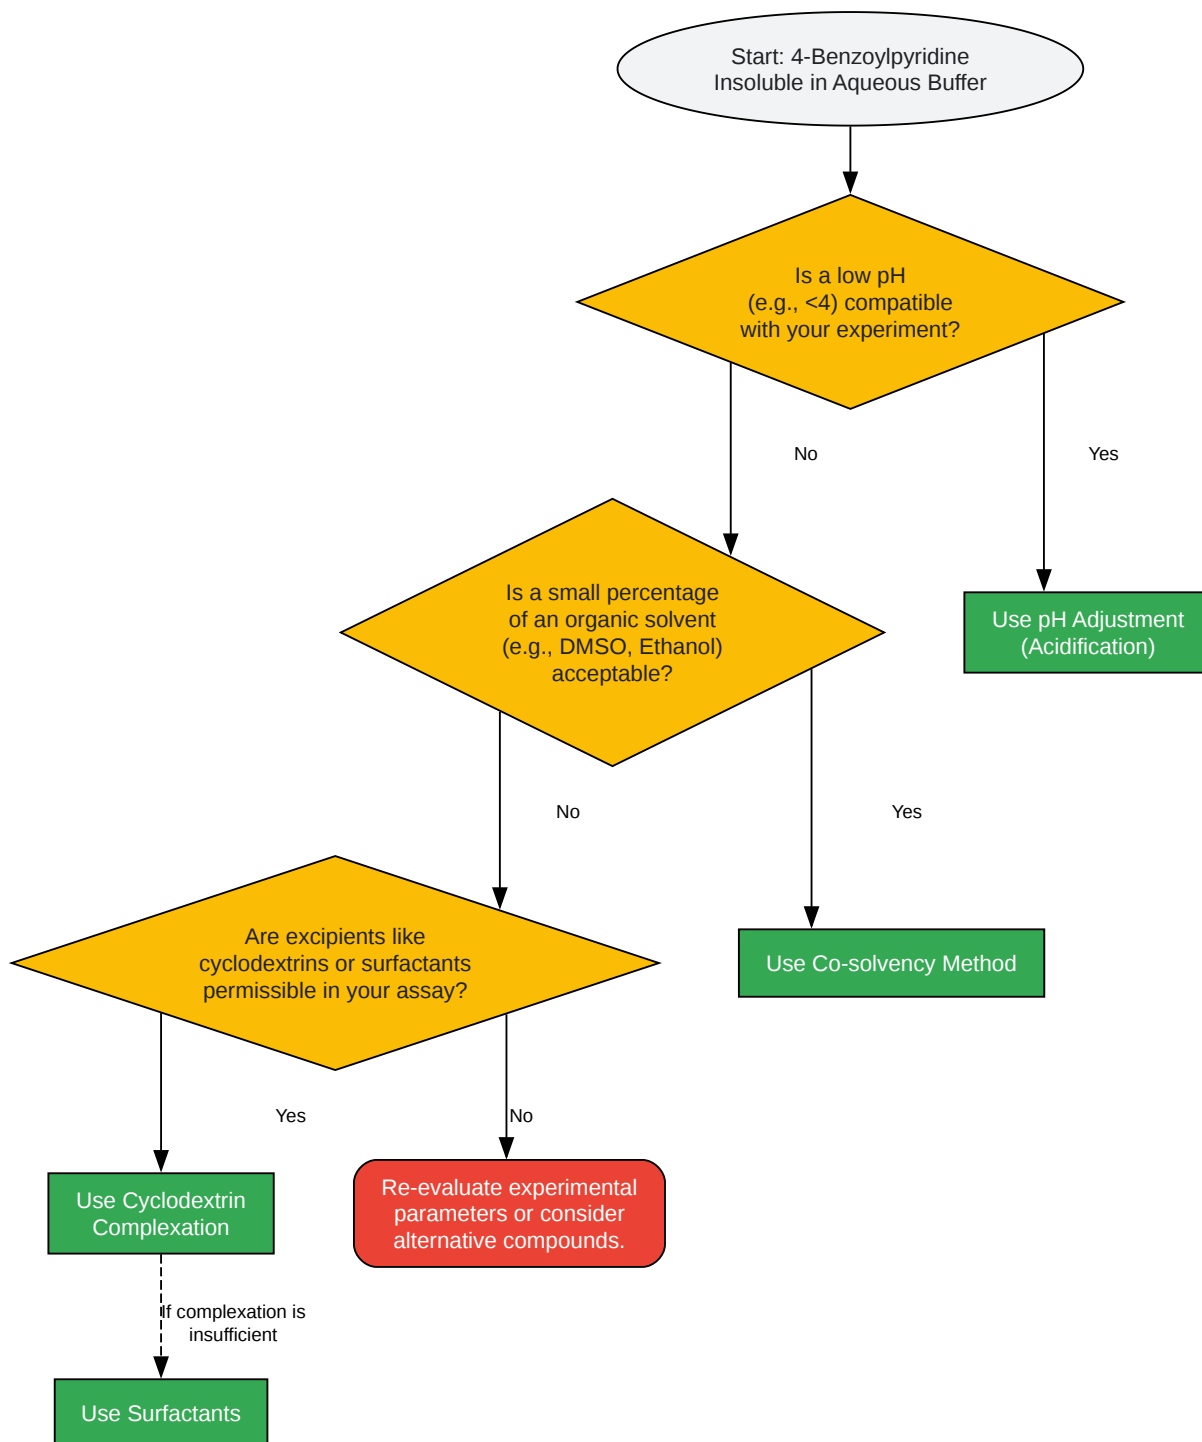 Start: 4-Benzoylpyridine
Insoluble in Aqueous Buffer
Is a low pH
(e.g., <4) compatible
with your experiment?
No
Yes
Is a small percentage
of an organic solvent
(e.g., DMSO, Ethanol)
acceptable?
Use pH Adjustment
(Acidification)
No
Yes
Are excipients like
cyclodextrins or surfactants
permissible in your assay?
Use Co-solvency Method
Yes
No
Use Cyclodextrin
Complexation
Re-evaluate experimental
parameters or consider
alternative compounds.
If complexation is
insufficient
Use Surfactants